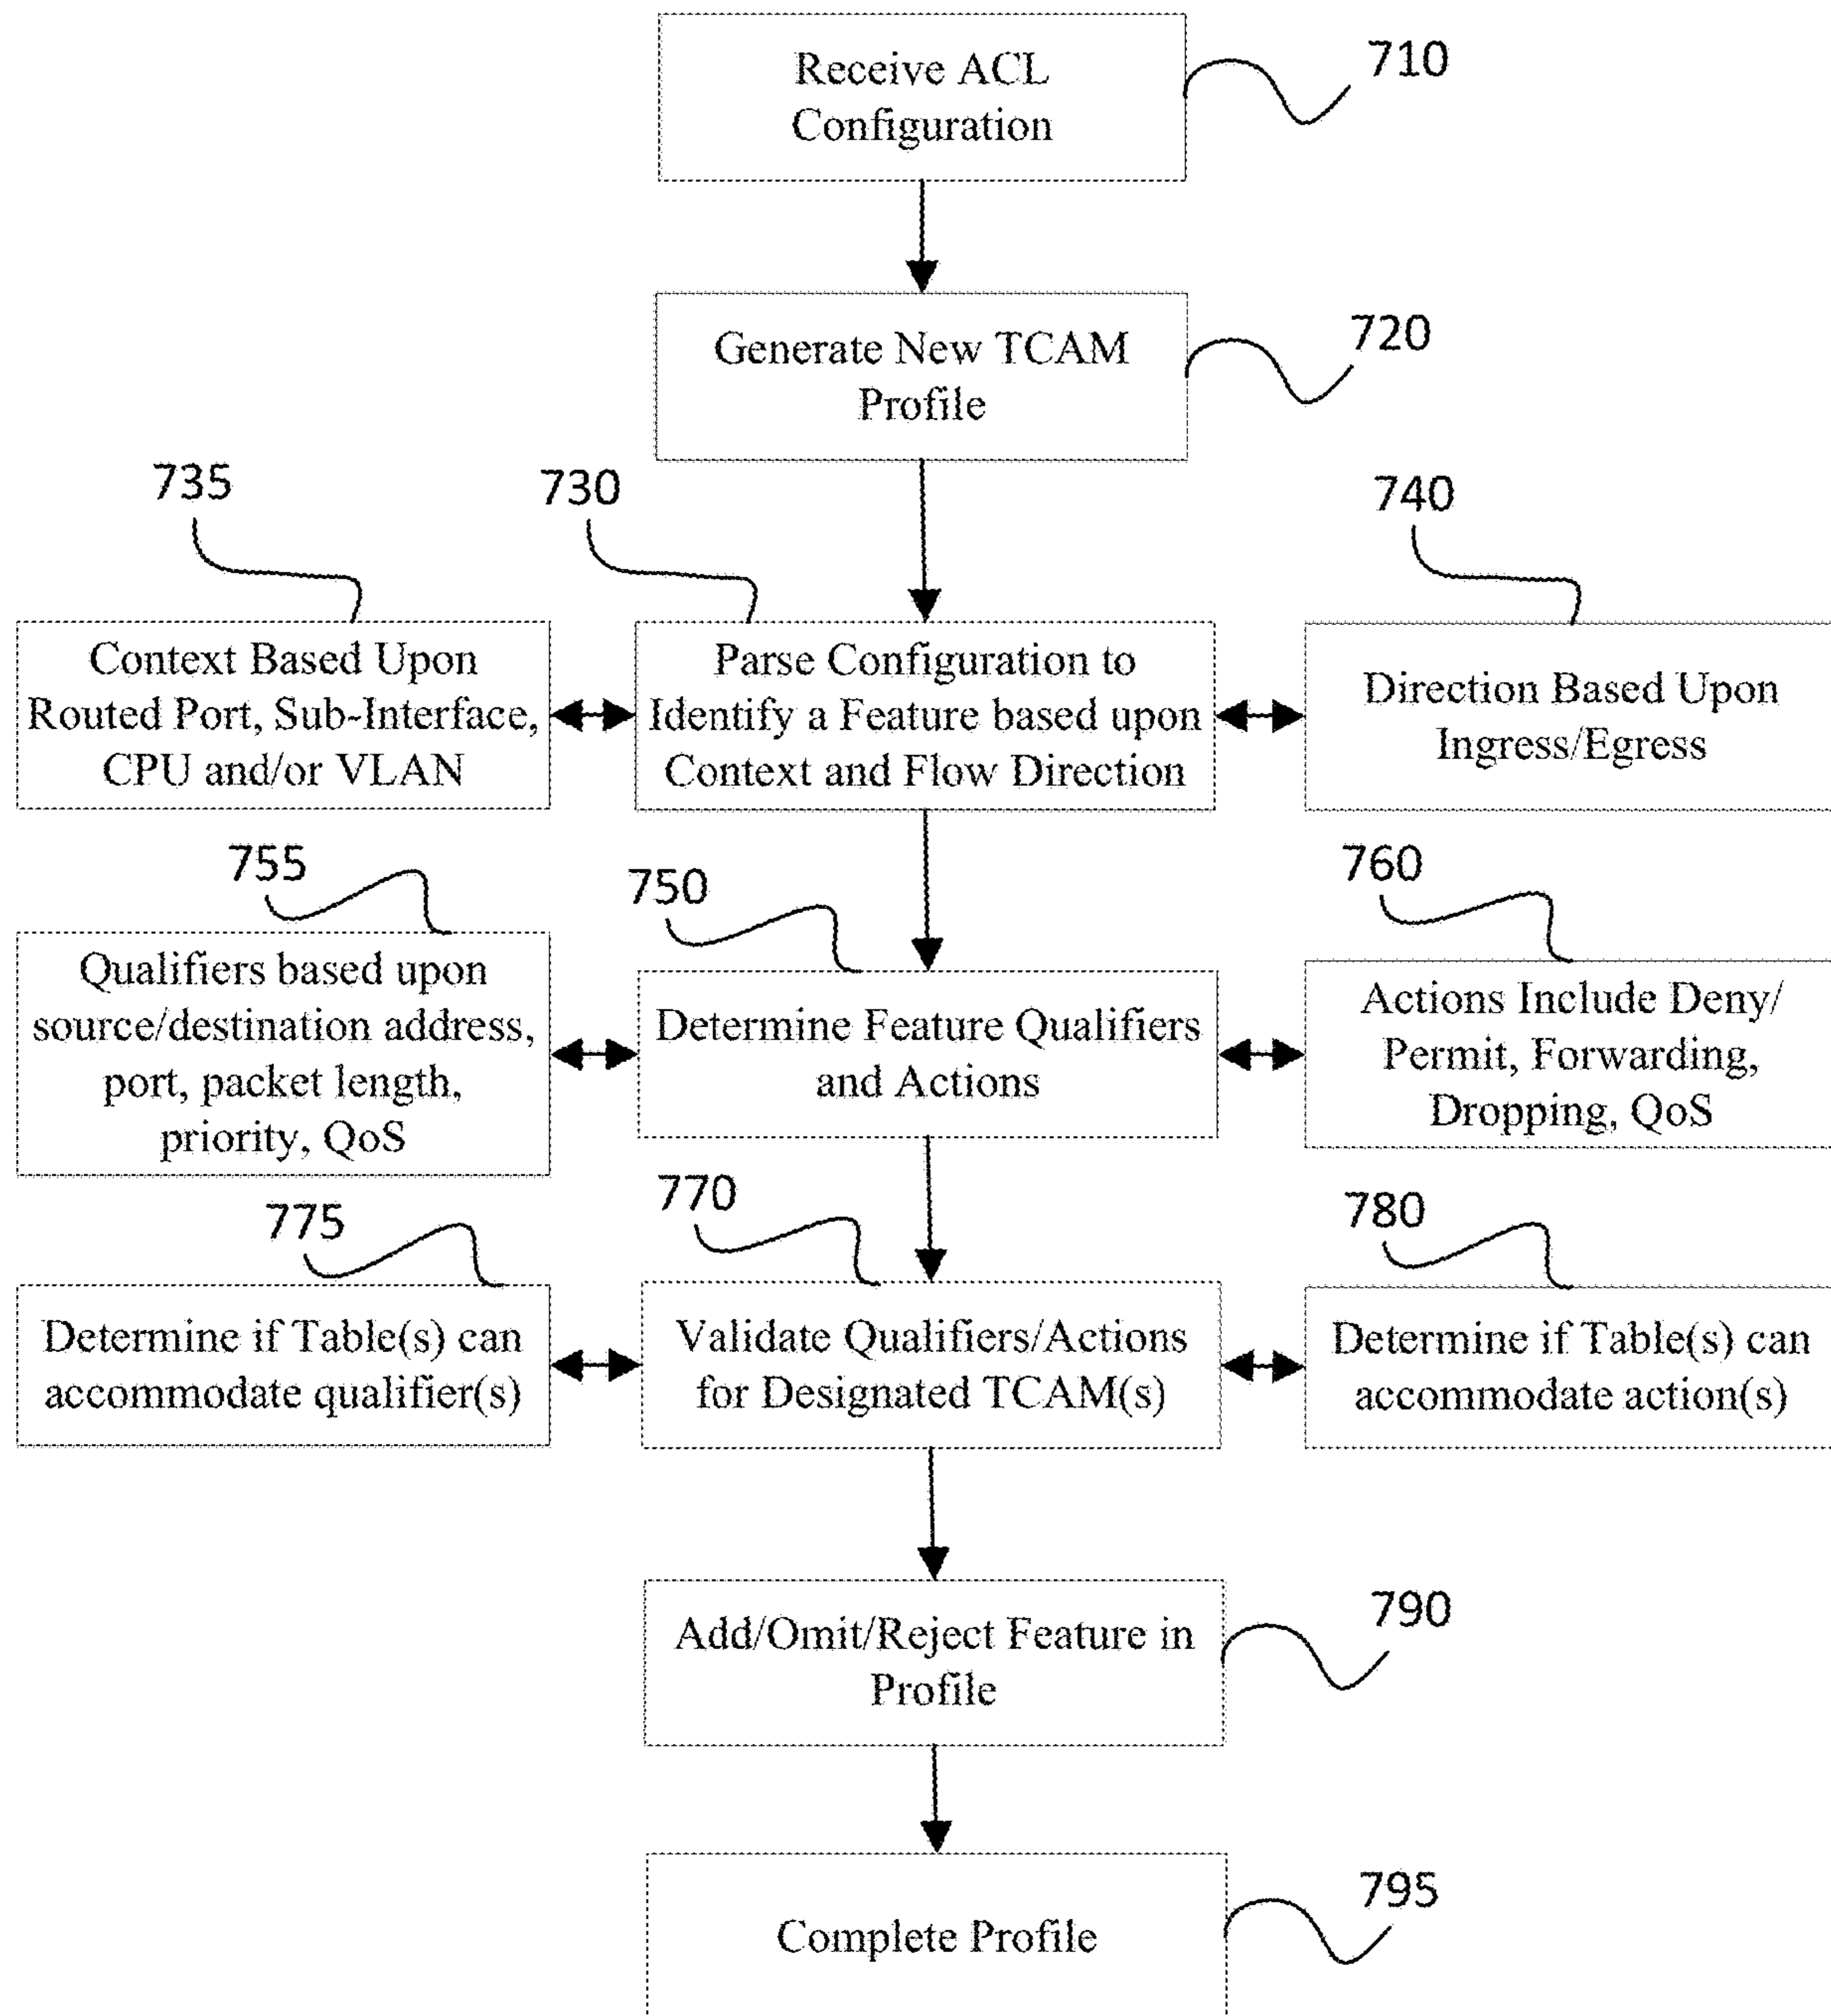 Receive ACL
Configuration
710
Generate New TCAM
Profile
720
735
730
740
Context Based Upon
Routed Port, Sub-Interface,
CPU and/or VLAN
Parse Configuration to
Identify a Feature based upon
Context and Flow Direction
Direction Based Upon
Ingress/Egress
755
750
760
Qualifiers based upon
source/destination address,
port, packet length,
priority, QoS
Determine Feature Qualifiers
and Actions
Actions Include Deny/
Permit, Forwarding,
Dropping, QoS
775
770
780
Determine if Table(s) can
accommodate qualifier(s)
Validate Qualifiers/Actions
for Designated TCAM(s)
Determine if Table(s) can
accommodate action(s)
Add/Omit/Reject Feature in
Profile
790
Complete Profile
795